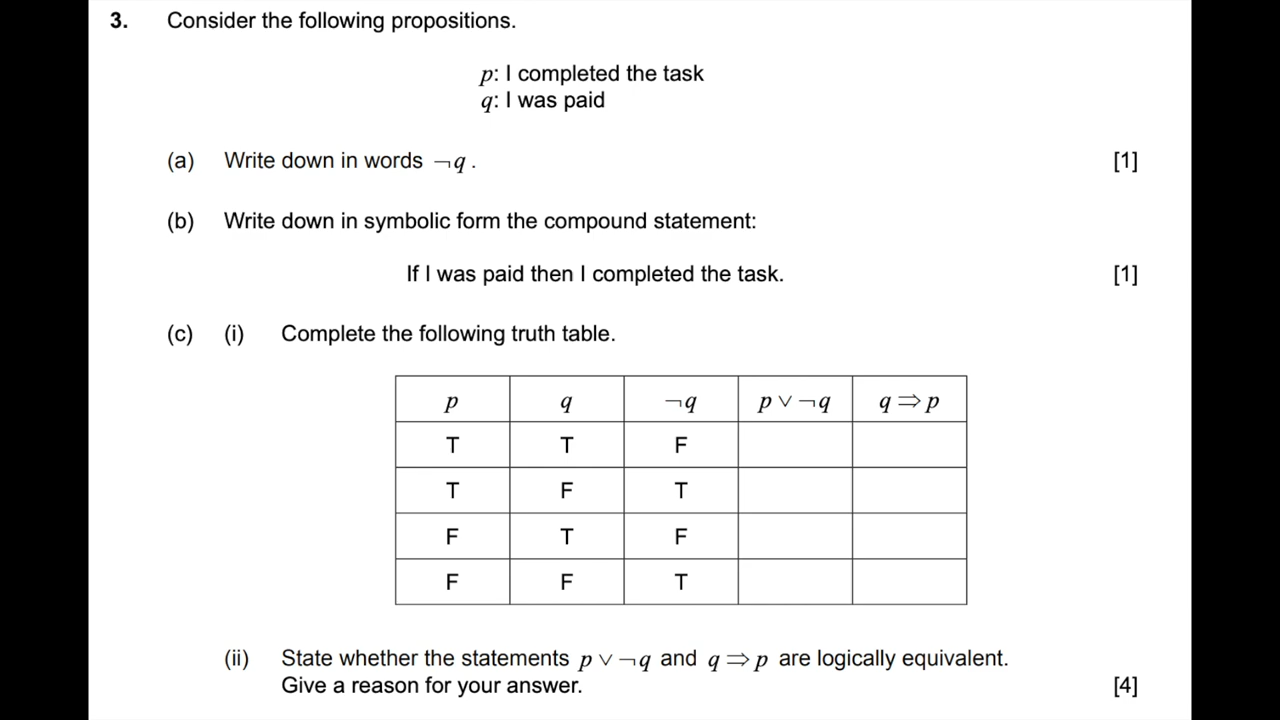 3. Consider the following propositions.
p: I completed the task
q: I was paid
(a) Write down in words ¬q. [1]
(b) Write down in symbolic form the compound statement:
If I was paid then I completed the task. [1]
(c) (i) Complete the following truth table.
p q ¬q p ∨ ¬q q ⇒ p
T T F
T F T
F T F
F F T
(ii) State whether the statements p ∨ ¬q and q ⇒ p are logically equivalent.
Give a reason for your answer. [4]